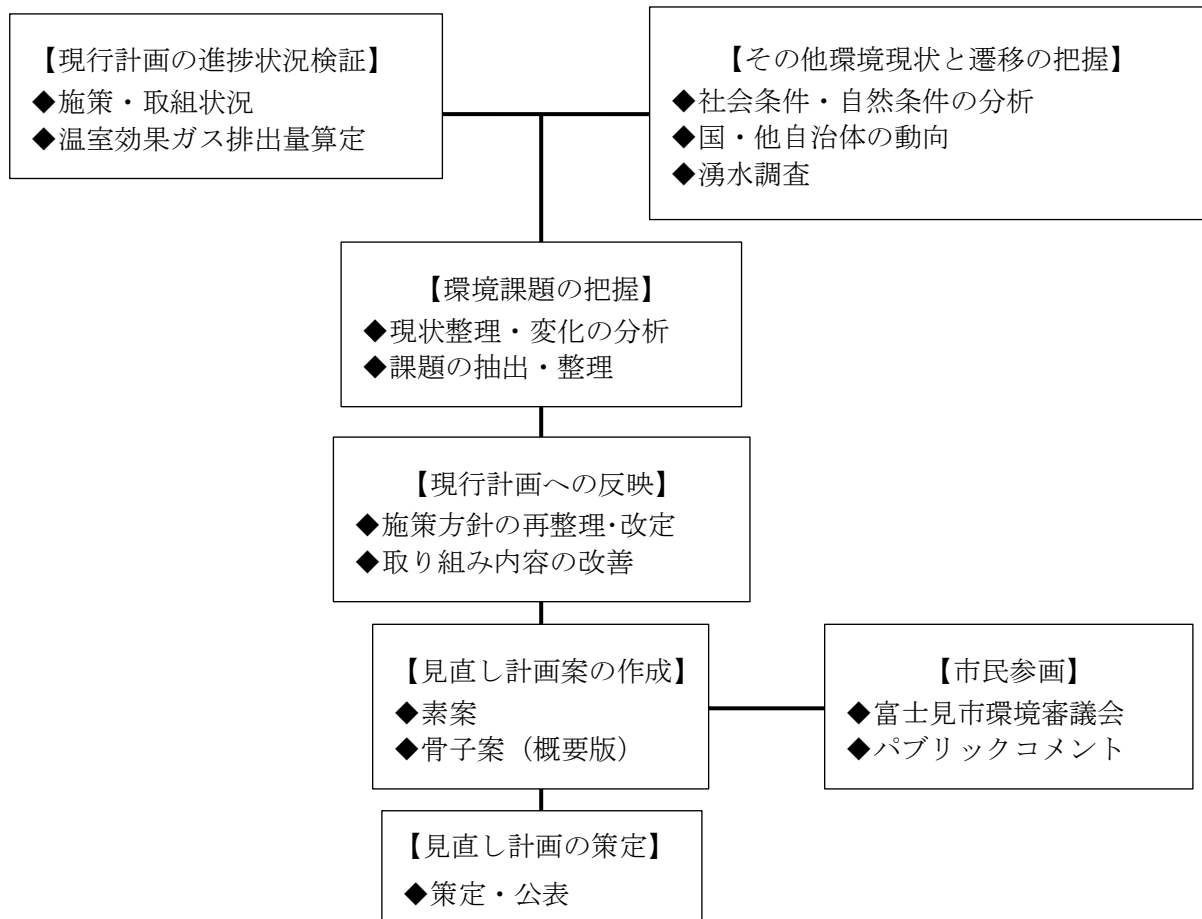 【現行計画の進捗状況検証】
◆施策・取組状況
◆温室効果ガス排出量算定
【その他環境現状と遷移の把握】
◆社会条件・自然条件の分析
◆国・他自治体の動向
◆湧水調査
【環境課題の把握】
◆現状整理・変化の分析
◆課題の抽出・整理
【現行計画への反映】
◆施策方針の再整理･改定
◆取り組み内容の改善
【見直し計画案の作成】
◆素案
◆骨子案（概要版）
【市民参画】
◆富士見市環境審議会
◆パブリックコメント
【見直し計画の策定】
◆策定・公表